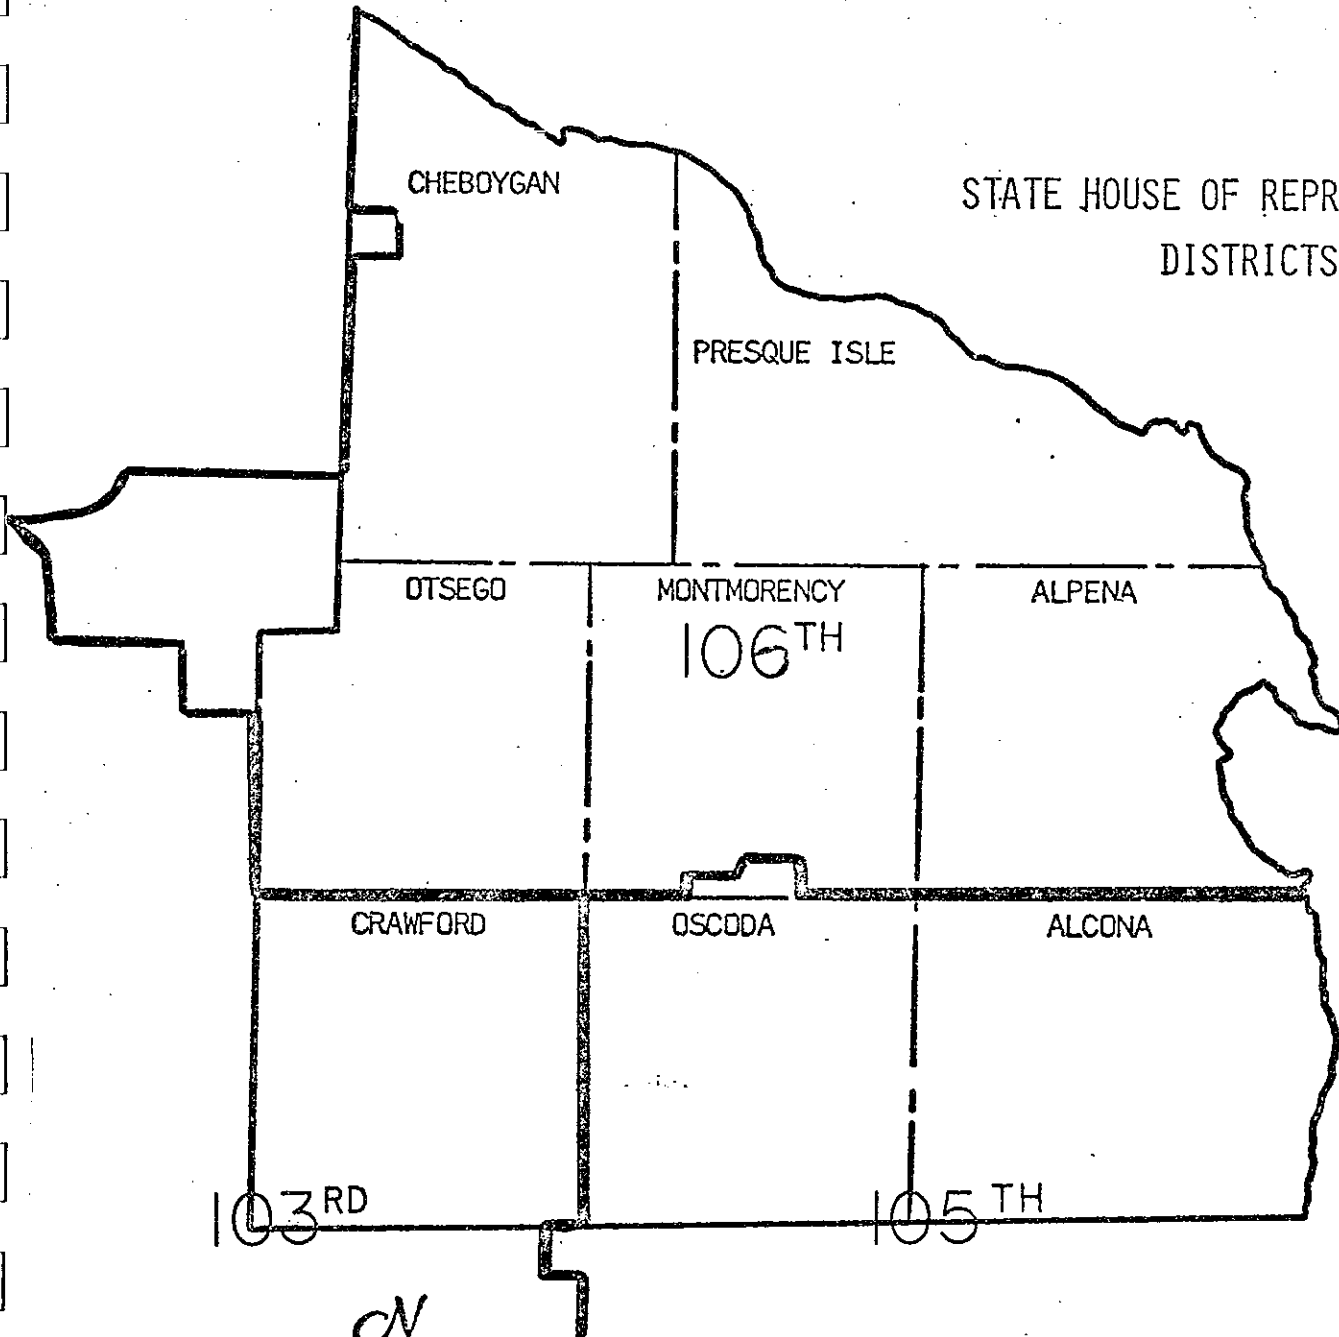 CHEBOYGAN
STATE HOUSE OF REPR
DISTRICTS
PRESQUE ISLE
OTSEGO
MONTMORENCY
ALPENA
106TH
CRAWFORD
OSCODA
ALCONA
103RD
105TH
N